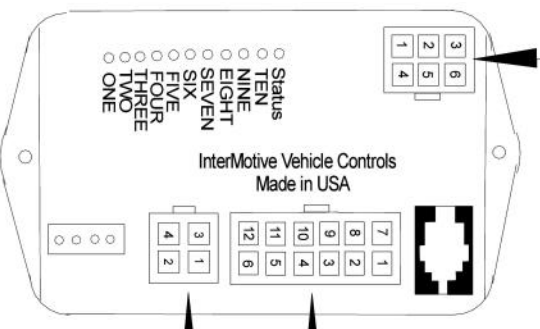 ONE
TWO
THREE
FOUR
FIVE
SIX
SEVEN
EIGHT
NINE
TEN
Status
1 2 3
4 5 6
InterMotive Vehicle Controls
Made in USA
4 3
2 1
12 11 10 9 8 7
6 5 4 3 2 1